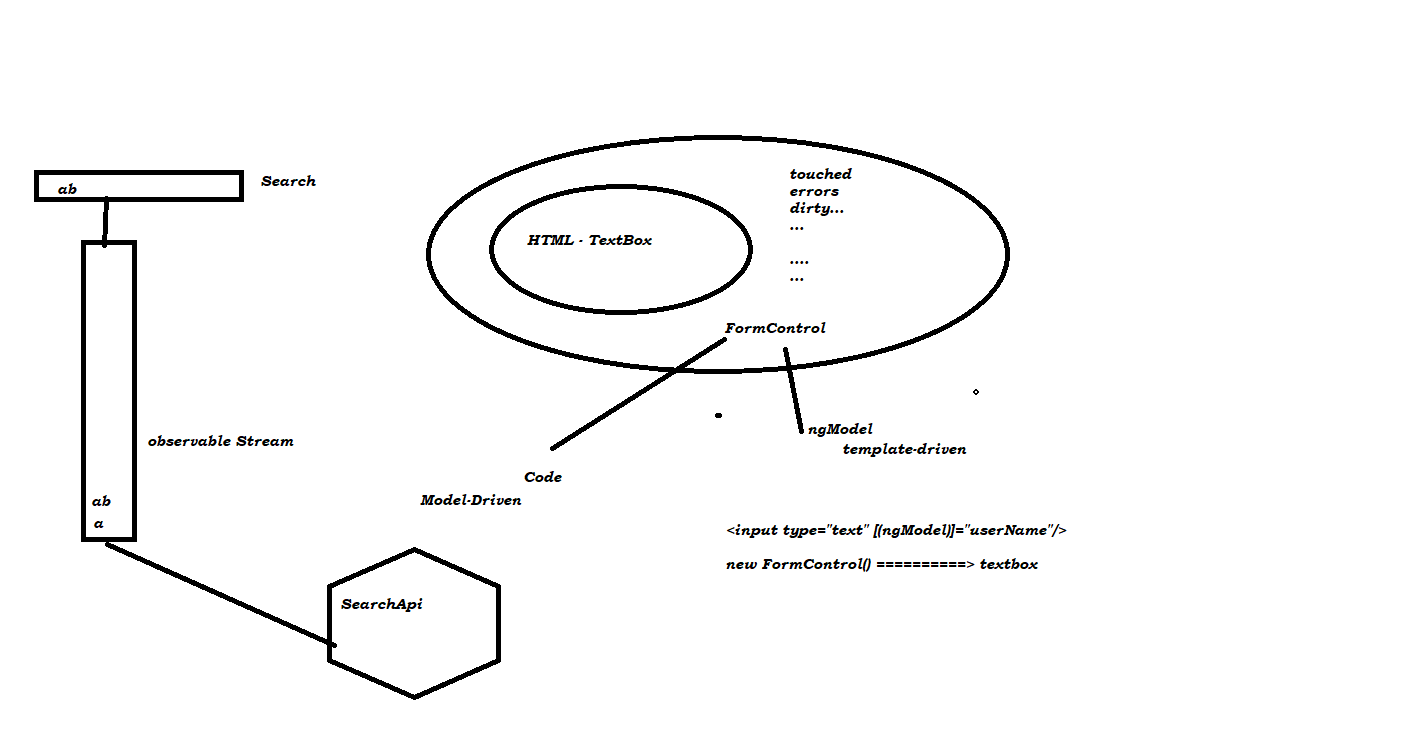 ab
Search
observable Stream
ab
a
SearchApi
HTML - TextBox
touched
errors
dirty...
...
....
...
FormControl
Code
Model-Driven
ngModel
template-driven
<input type="text" [(ngModel)]="userName"/>
new FormControl() ==========> textbox